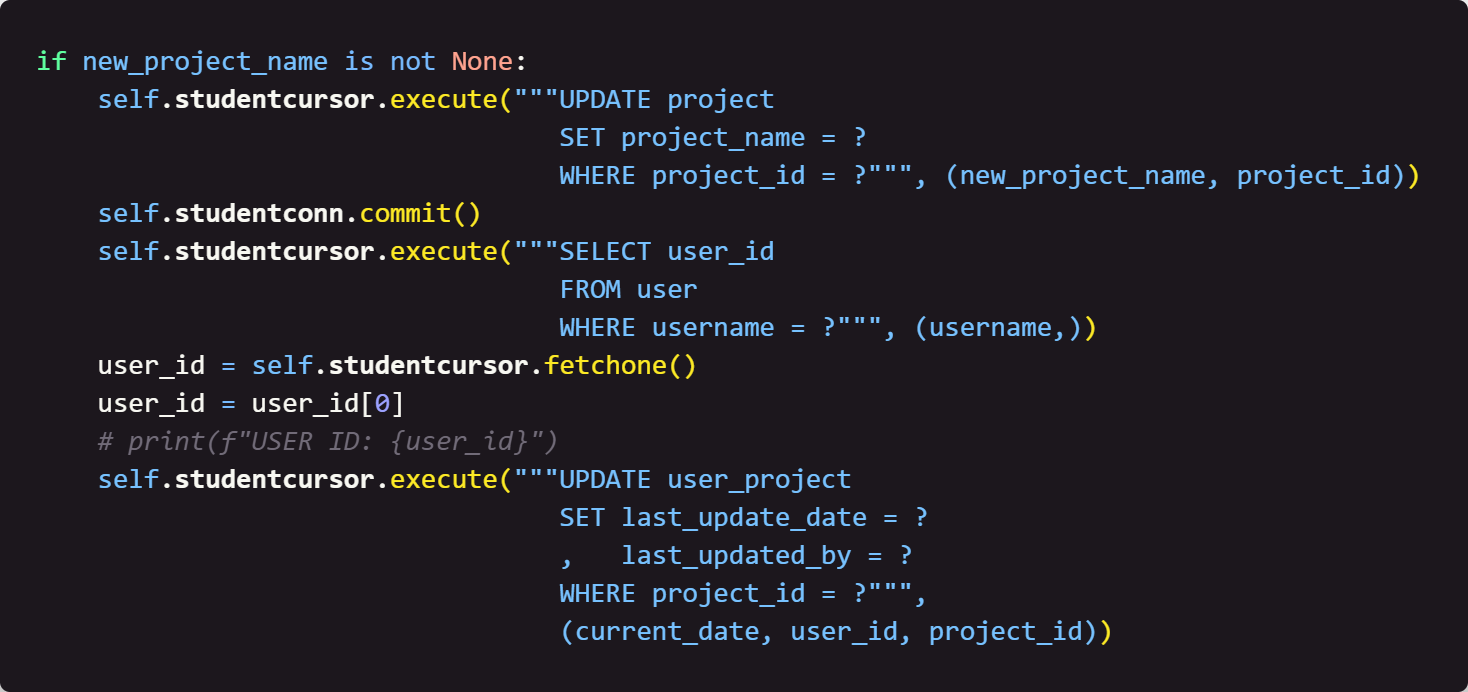 if new_project_name is not None:
    self.studentcursor.execute("""UPDATE project
                                  SET project_name = ?
                                  WHERE project_id = ?""", (new_project_name, project_id))
    self.studentconn.commit()
    self.studentcursor.execute("""SELECT user_id
                                  FROM user
                                  WHERE username = ?""", (username,))
    user_id = self.studentcursor.fetchone()
    user_id = user_id[0]
    # print(f"USER ID: {user_id}")
    self.studentcursor.execute("""UPDATE user_project
                                  SET last_update_date = ?
                                  ,   last_updated_by = ?
                                  WHERE project_id = ?""",
                                  (current_date, user_id, project_id))